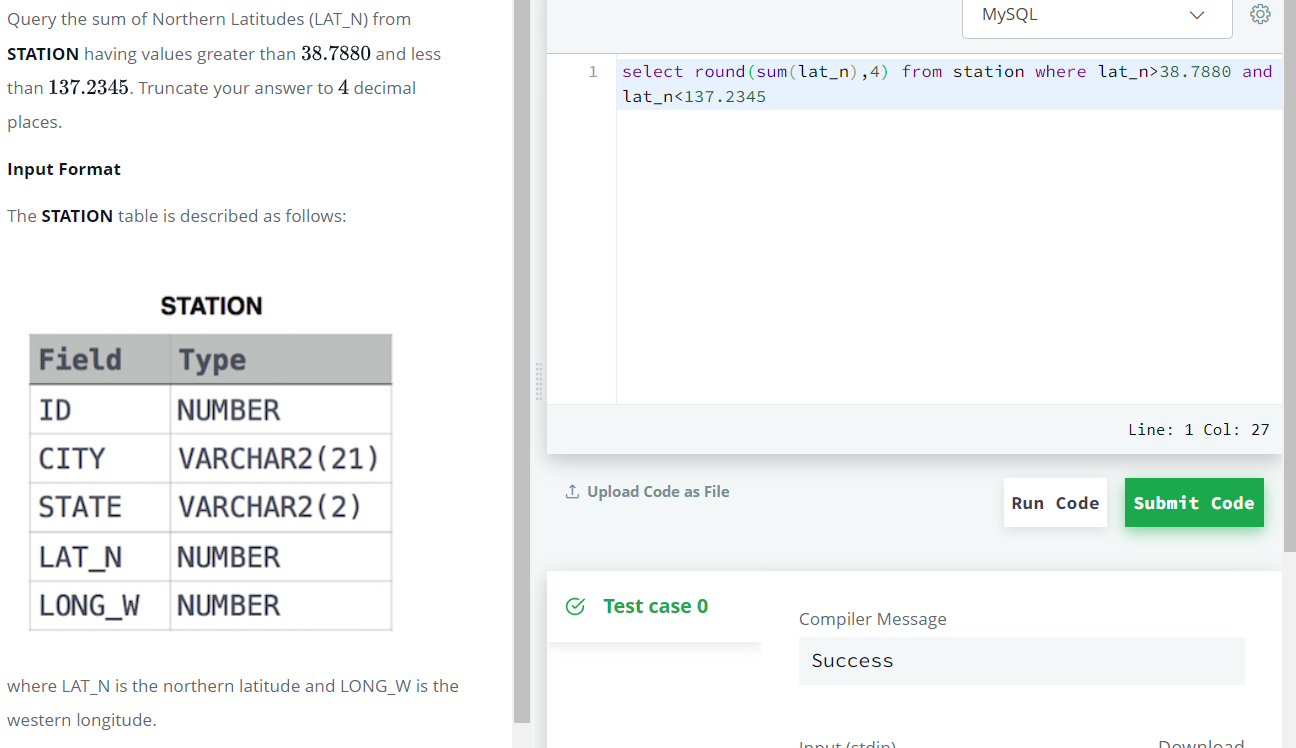 Query the sum of Northern Latitudes (LAT_N) from
STATION having values greater than 38.7880 and less
than 137.2345. Truncate your answer to 4 decimal
places.
Input Format
The STATION table is described as follows:
STATION
Field Type
ID NUMBER
CITY VARCHAR2(21)
STATE VARCHAR2(2)
LAT_N NUMBER
LONG_W NUMBER
where LAT_N is the northern latitude and LONG_W is the
western longitude.
MySQL
1 select round(sum(lat_n),4) from station where lat_n>38.7880 and
lat_n<137.2345
Line: 1 Col: 27
Upload Code as File
Run Code
Submit Code
Test case 0
Compiler Message
Success
Input (stdin)
Download